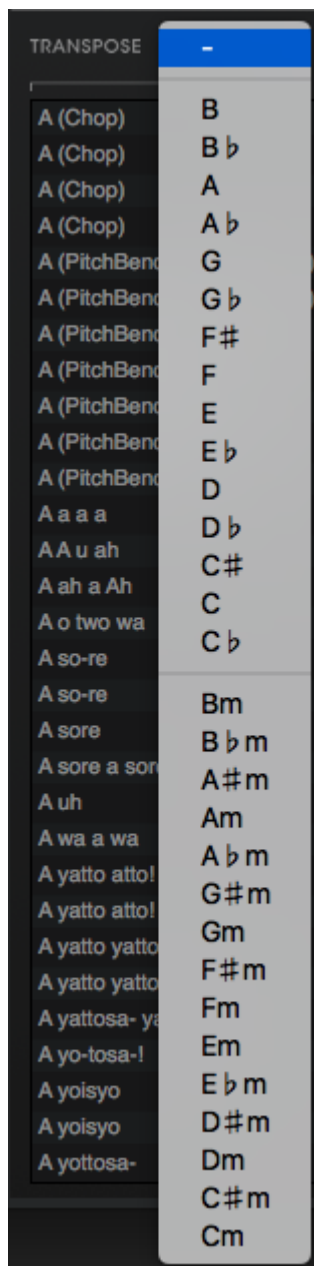 TRANSPOSE
A (Chop)
A (Chop)
A (Chop)
A (Chop)
A (PitchBend
A (PitchBend
A (PitchBend
A (PitchBend
A (PitchBend
A (PitchBend
A (PitchBend
A a a a
A A u ah
A ah a Ah
A o two wa
A so-re
A so-re
A sore
A sore a sore
A uh
A wa a wa
A yatto atto!
A yatto atto!
A yatto yatto
A yatto yatto
A yattosa- ya
A yo-tosa-!
A yoisyo
A yoisyo
A yottosa-
-
B
B♭
A
A♭
G
G♭
F♯
F
E
E♭
D
D♭
C♯
C
C♭
Bm
B♭m
A♯m
Am
A♭m
G♯m
Gm
F♯m
Fm
Em
E♭m
D♯m
Dm
C♯m
Cm